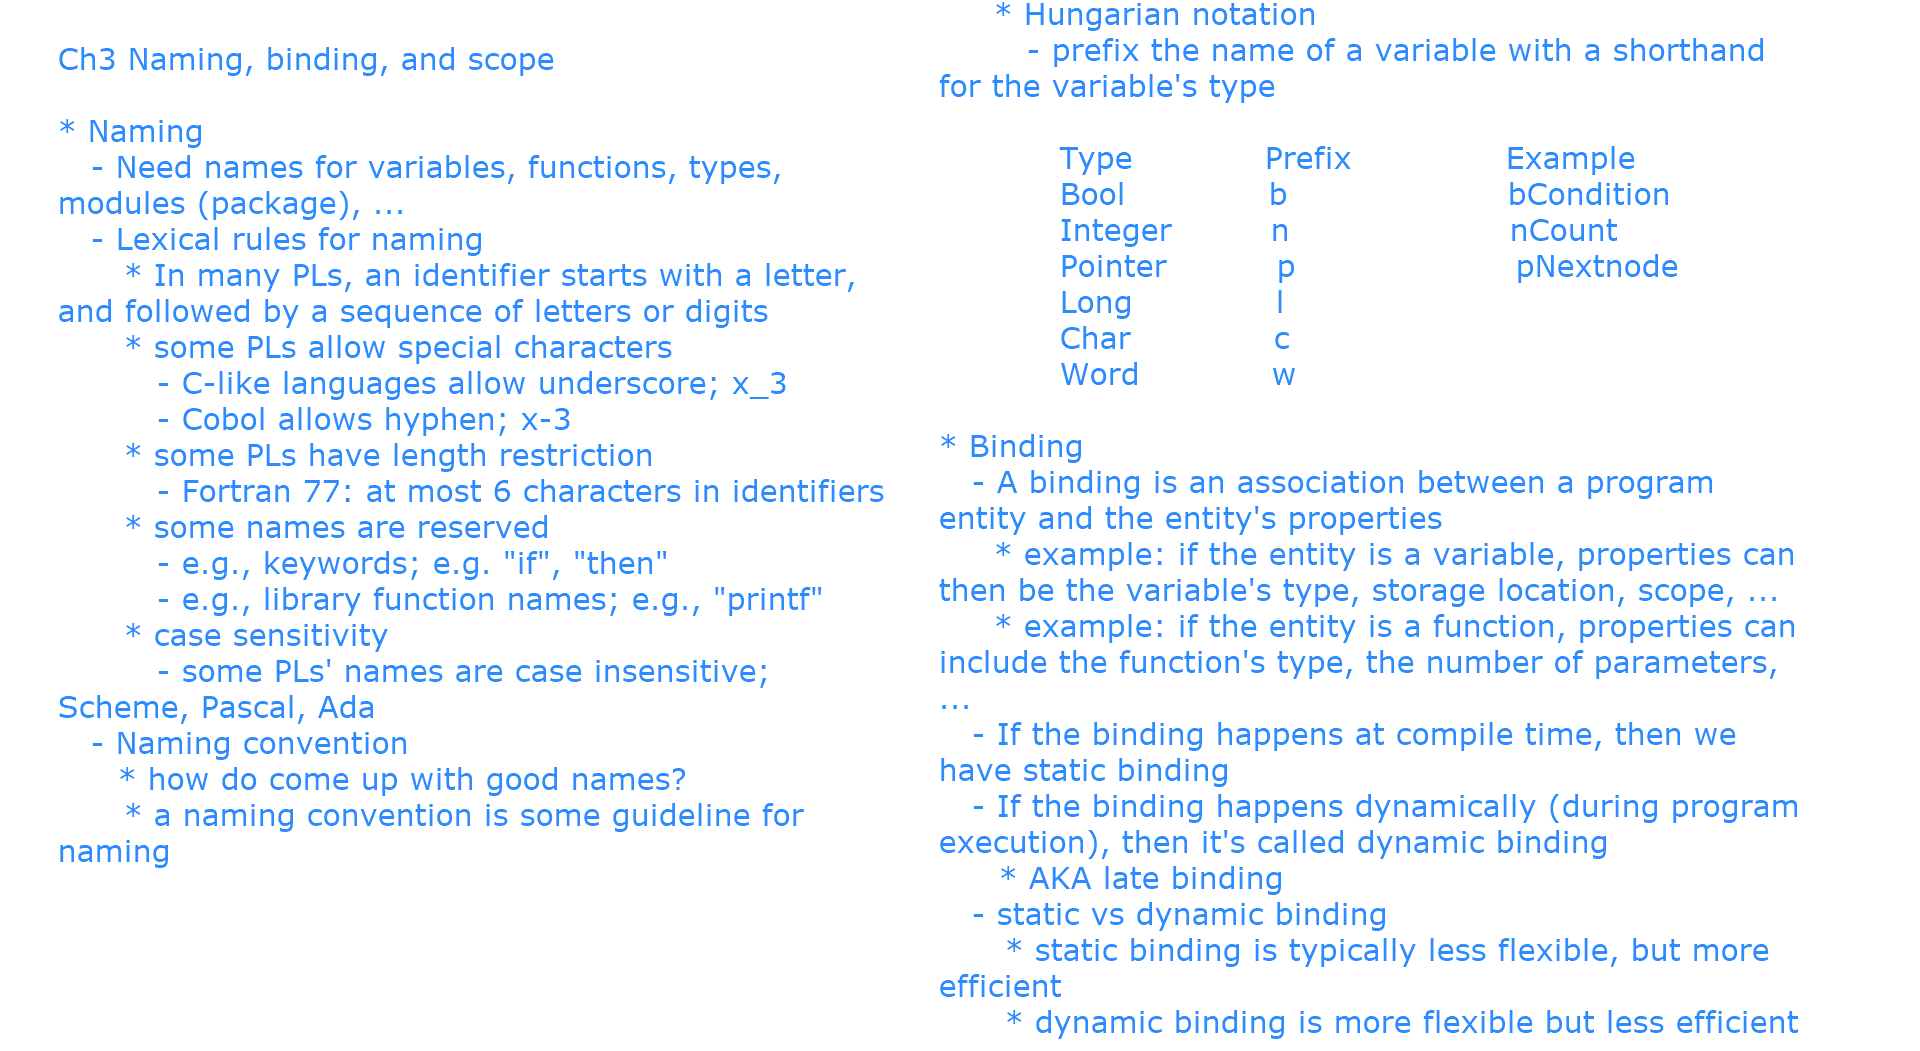 Ch3 Naming, binding, and scope
* Naming
- Need names for variables, functions, types,
modules (package), ...
- Lexical rules for naming
* In many PLs, an identifier starts with a letter,
and followed by a sequence of letters or digits
* some PLs allow special characters
- C-like languages allow underscore; x_3
- Cobol allows hyphen; x-3
* some PLs have length restriction
- Fortran 77: at most 6 characters in identifiers
* some names are reserved
- e.g., keywords; e.g. "if", "then"
- e.g., library function names; e.g., "printf"
* case sensitivity
- some PLs' names are case insensitive;
Scheme, Pascal, Ada
- Naming convention
* how do come up with good names?
* a naming convention is some guideline for
naming
* Hungarian notation
- prefix the name of a variable with a shorthand
for the variable's type
Type Prefix Example
Bool b bCondition
Integer n nCount
Pointer p pNextnode
Long l
Char c
Word w
* Binding
- A binding is an association between a program
entity and the entity's properties
* example: if the entity is a variable, properties can
then be the variable's type, storage location, scope, ...
* example: if the entity is a function, properties can
include the function's type, the number of parameters,
...
- If the binding happens at compile time, then we
have static binding
- If the binding happens dynamically (during program
execution), then it's called dynamic binding
* AKA late binding
- static vs dynamic binding
* static binding is typically less flexible, but more
efficient
* dynamic binding is more flexible but less efficient